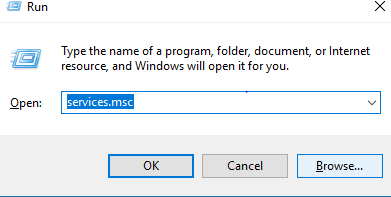 Run
Type the name of a program, folder, document, or Internet
resource, and Windows will open it for you.
Open: services.msc
OK Cancel Browse...